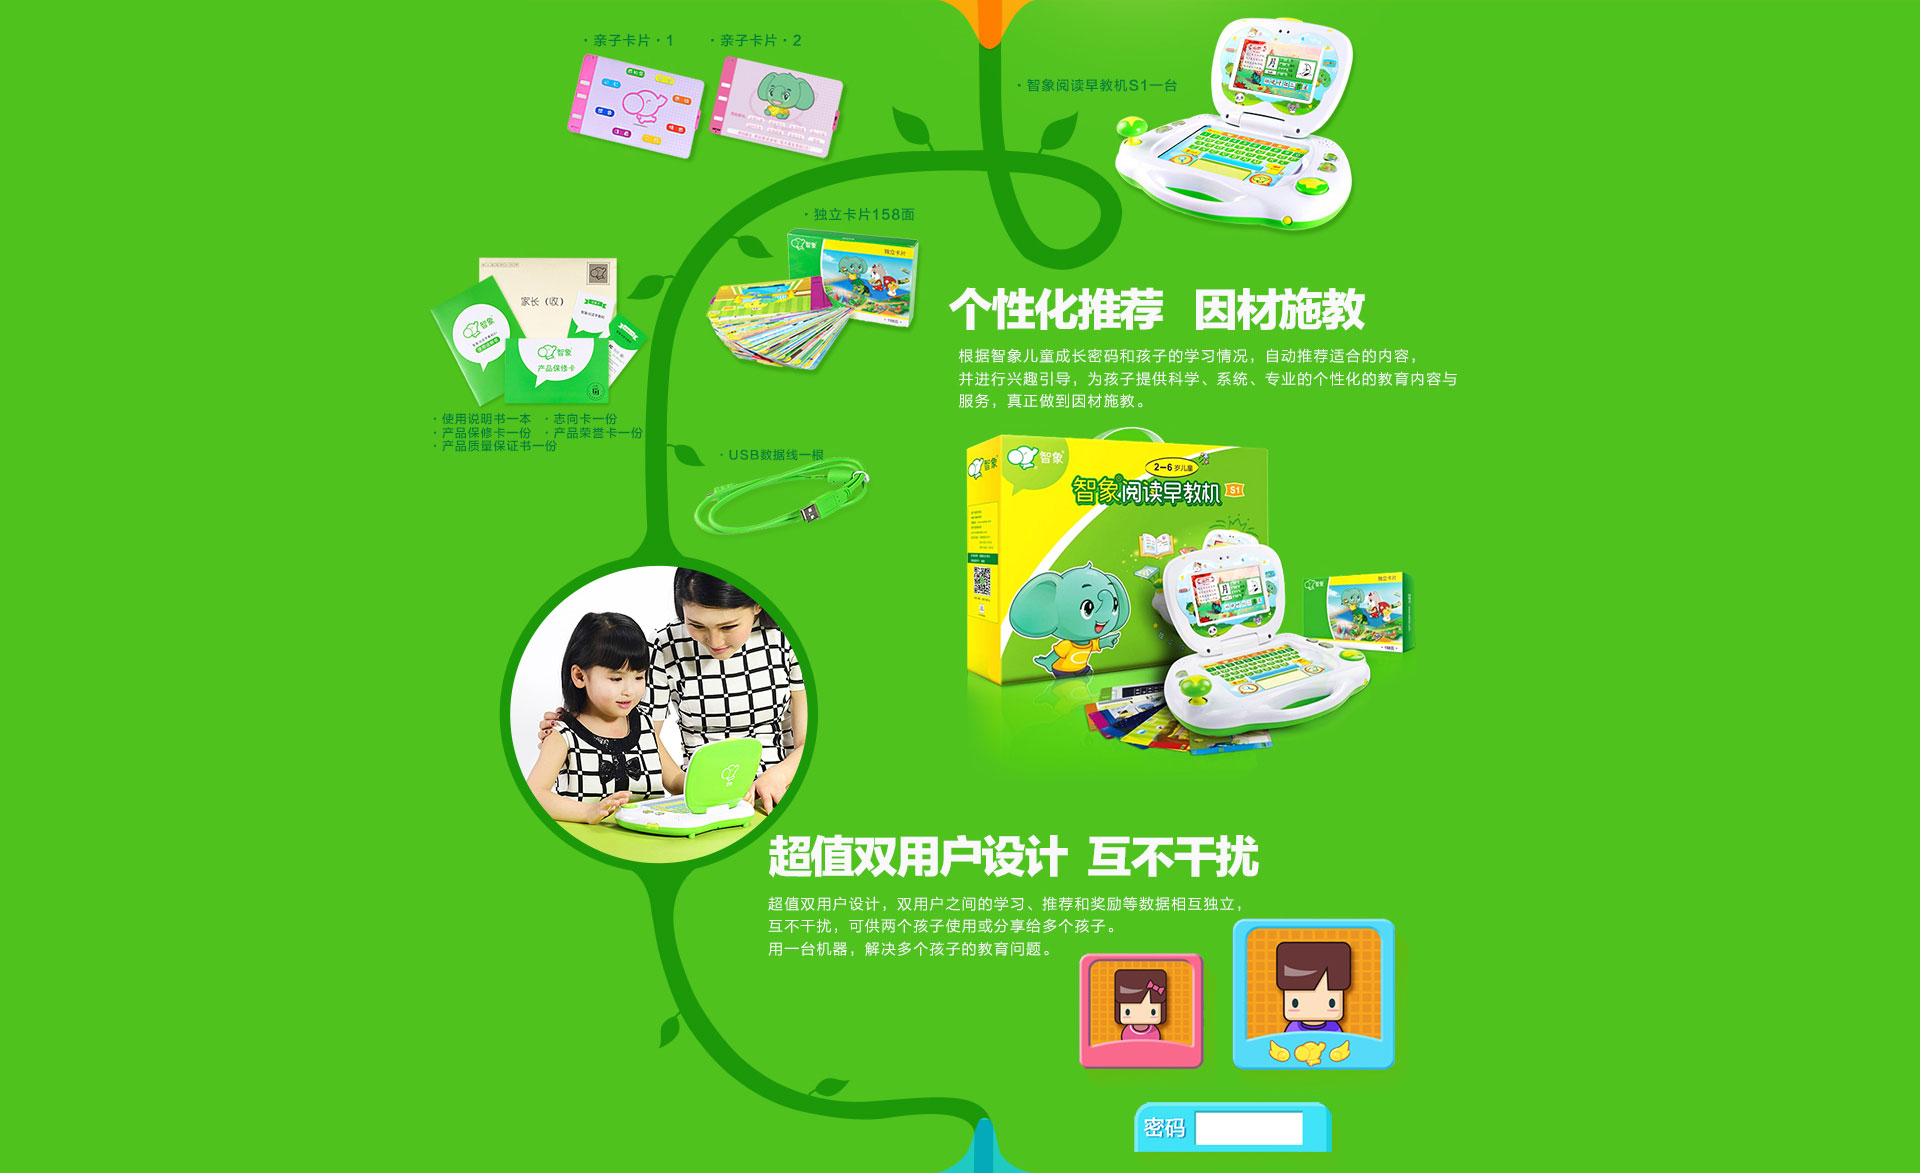 ·亲子卡片·1
·亲子卡片·2
·智象阅读早教机S1一台
·独立卡片158面
智象
独立卡片
家长（收）
智象
智象
产品保修卡
·使用说明书一本 ·志向卡一份
·产品保修卡一份 ·产品荣誉卡一份
·产品质量保证书一份
·USB数据线一根
个性化推荐 因材施教
根据智象儿童成长密码和孩子的学习情况，自动推荐适合的内容，
并进行兴趣引导，为孩子提供科学、系统、专业的个性化的教育内容与
服务，真正做到因材施教。
智象
智象
2-6岁儿童
智象阅读早教机 S1
月
智象
独立卡片
超值双用户设计 互不干扰
超值双用户设计，双用户之间的学习、推荐和奖励等数据相互独立，
互不干扰，可供两个孩子使用或分享给多个孩子。
用一台机器，解决多个孩子的教育问题。
密码